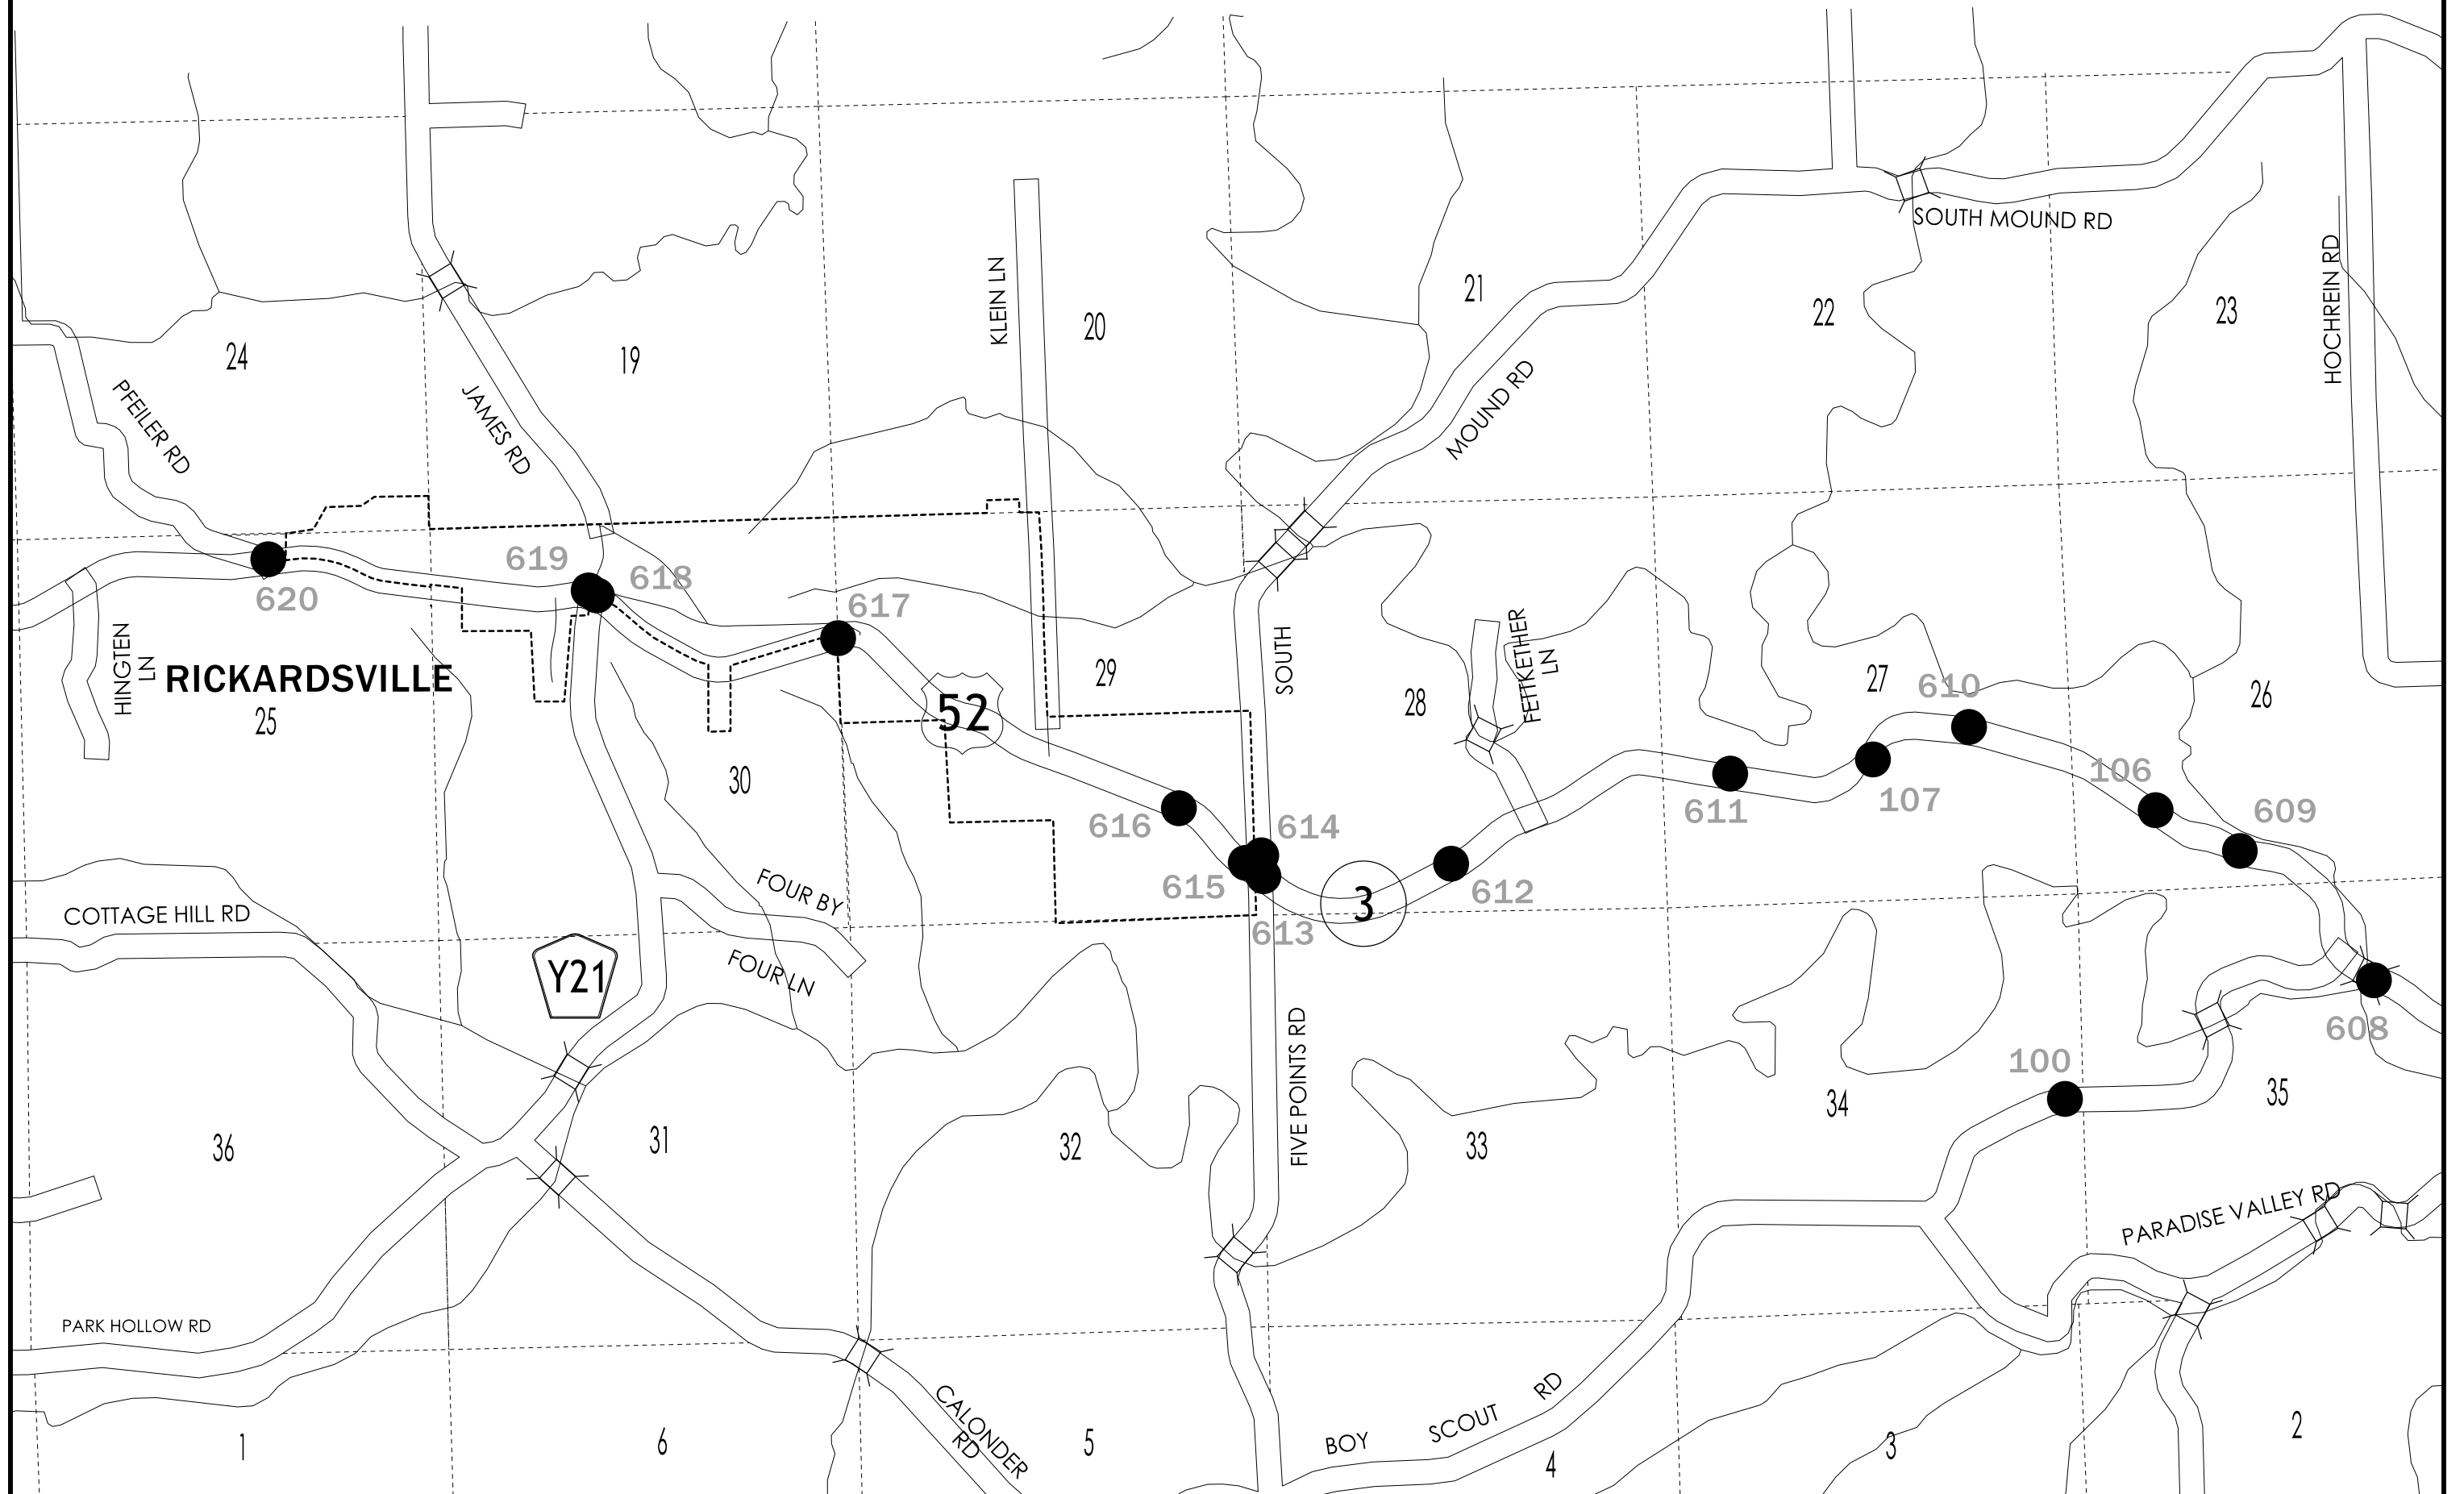 SOUTH MOUND RD
KLEIN LN
21
20
22
23
HOCHREIN RD
24
19
PFEILER RD
JAMES RD
MOUND RD
619
618
620
617
HINGTEN
LN
RICKARDSVILLE
25
SOUTH
29
28
FETTKETHER
LN
27
610
26
52
30
106
611
107
609
616
614
615
612
613
3
FOUR BY
FOUR LN
COTTAGE HILL RD
Y21
608
100
FIVE POINTS RD
36
31
32
33
34
35
PARADISE VALLEY RD
PARK HOLLOW RD
CALONDER
RD
BOY SCOUT RD
1
6
5
4
3
2